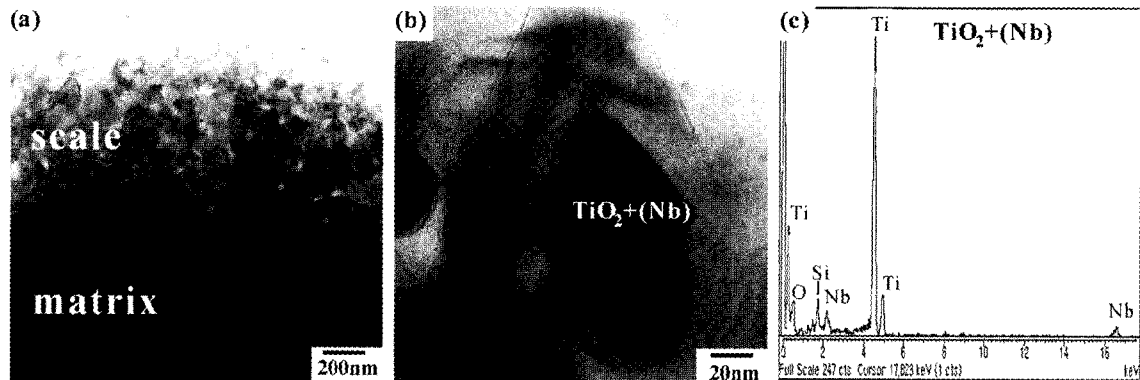 (a)
scale
matrix
200nm
(b)
TiO₂+(Nb)
20nm
(c)
Ti
TiO₂+(Nb)
Ti
O
Si
Nb
Ti
Nb
0 2 4 6 8 10 12 14 16
Full Scale 247 cts Cursor 17.823 keV (1 cts) keV